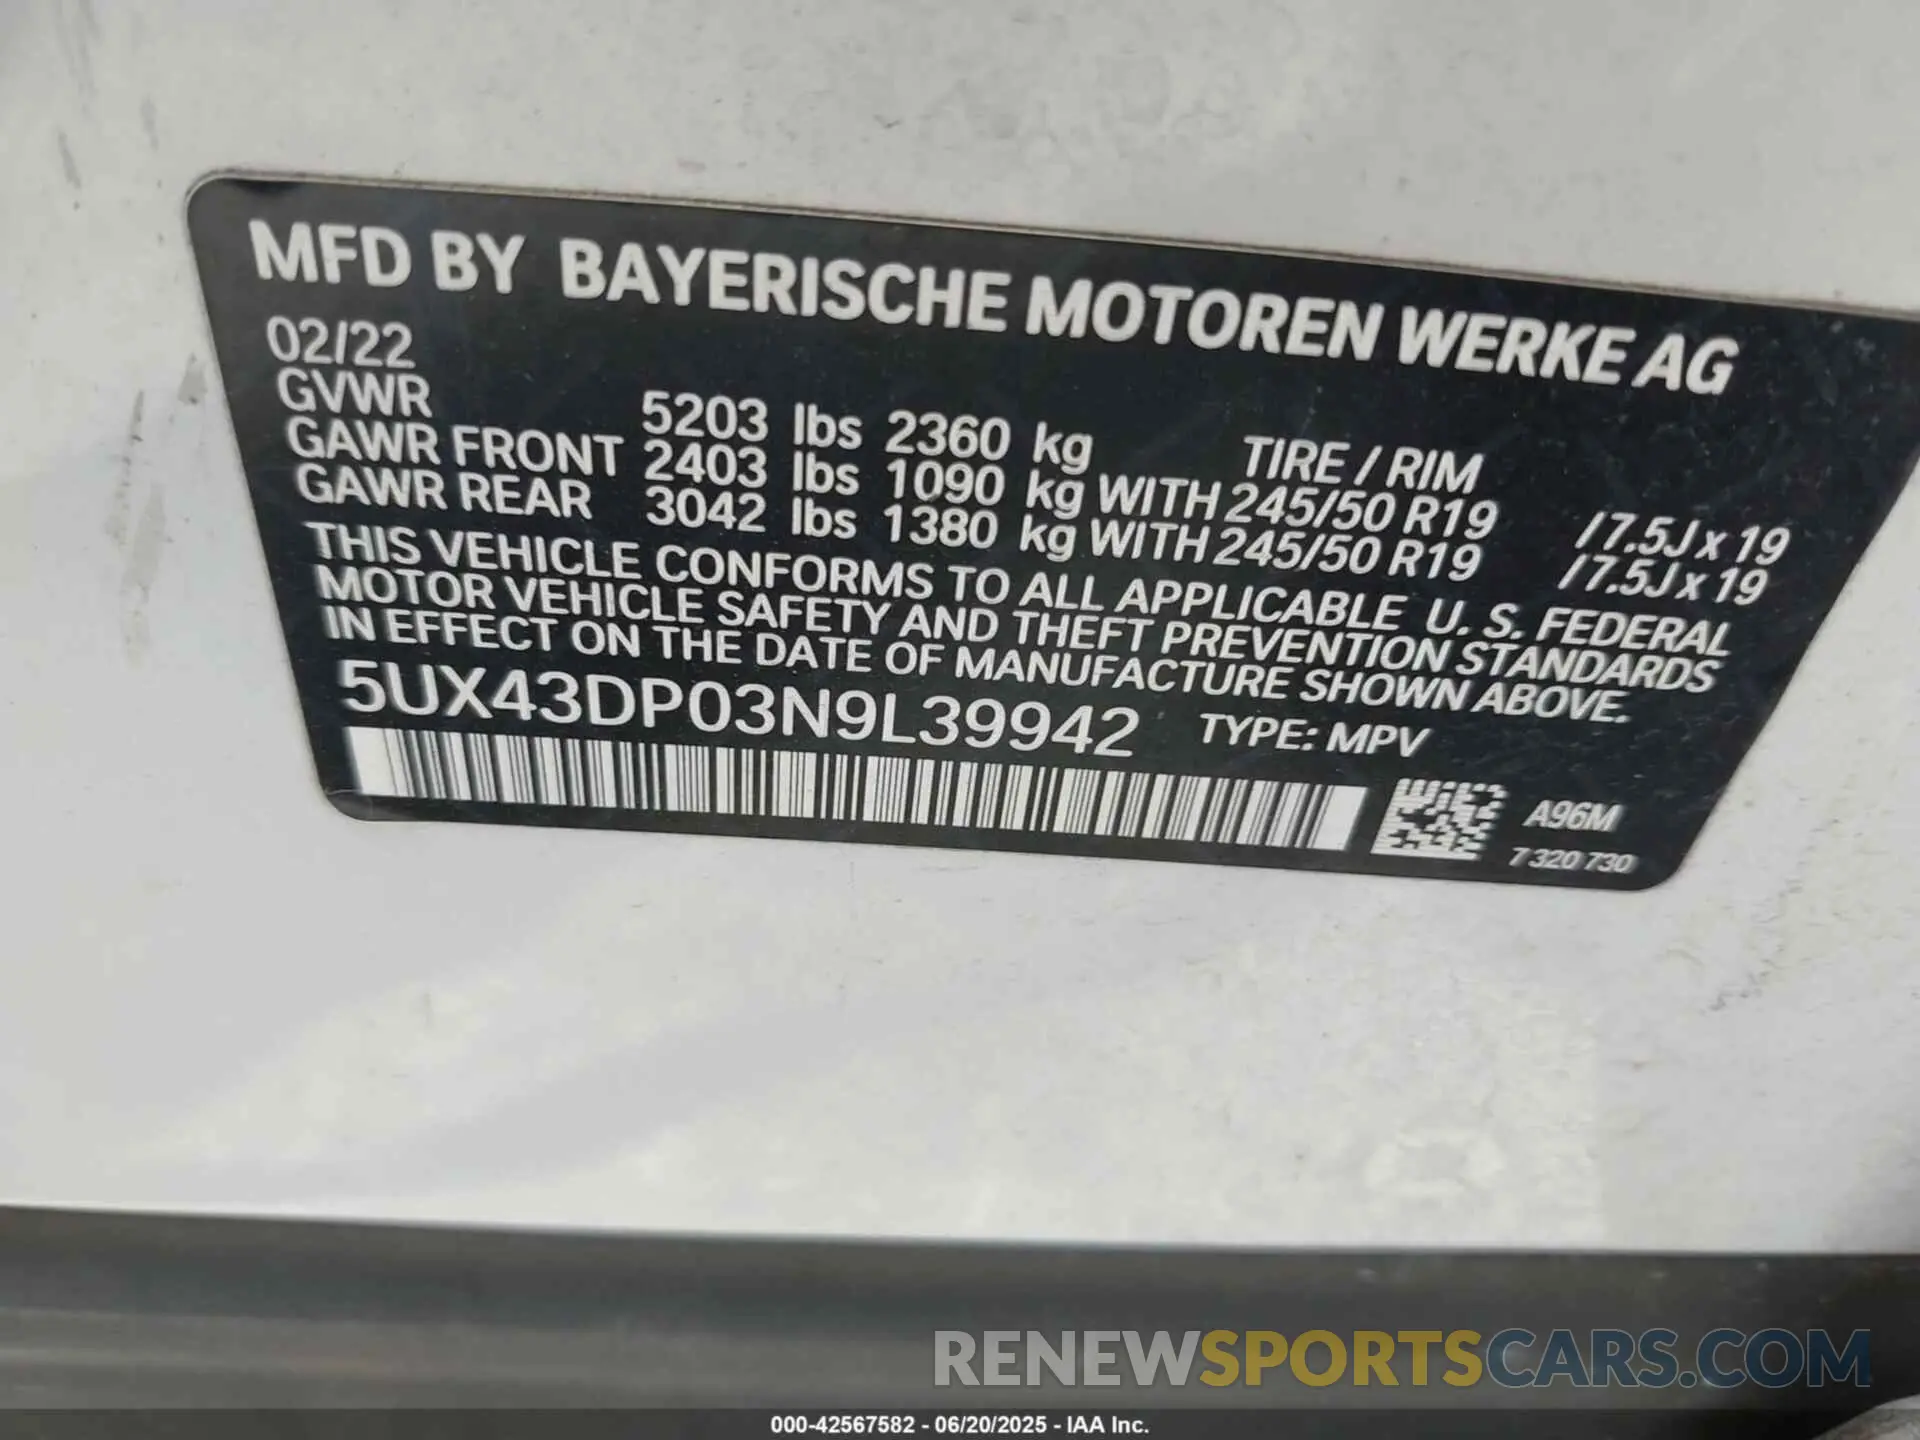 MFD BY BAYERISCHE MOTOREN WERKE AG
02/22
GVWR 5203 lbs 2360 kg TIRE / RIM
GAWR FRONT 2403 lbs 1090 kg WITH 245/50 R19 / 7.5J x 19
GAWR REAR 3042 lbs 1380 kg WITH 245/50 R19 / 7.5J x 19
THIS VEHICLE CONFORMS TO ALL APPLICABLE U. S. FEDERAL
MOTOR VEHICLE SAFETY AND THEFT PREVENTION STANDARDS
IN EFFECT ON THE DATE OF MANUFACTURE SHOWN ABOVE.
5UX43DP03N9L39942 TYPE: MPV
A96M
7 320 730
RENEWSPORTSCARS.COM
000-42567582 - 06/20/2025 - IAA Inc.